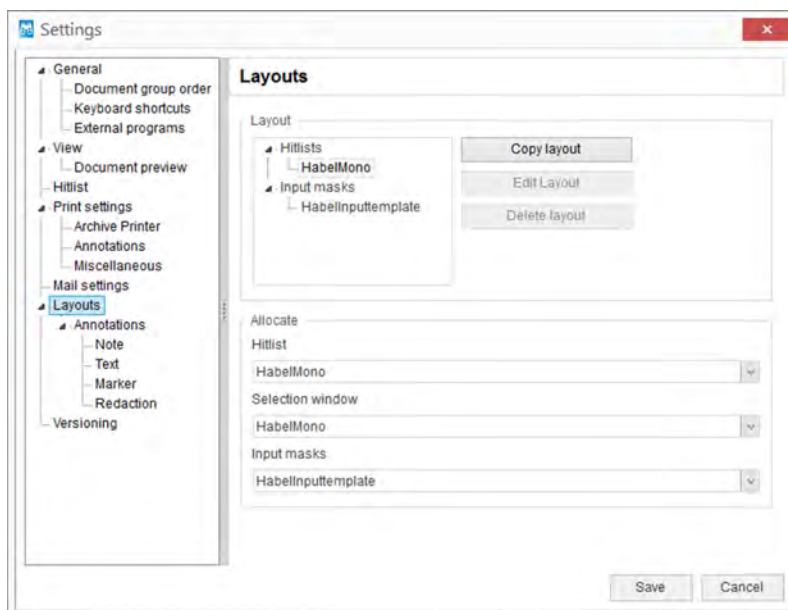 Settings
General
Document group order
Keyboard shortcuts
External programs
View
Document preview
Hitlist
Print settings
Archive Printer
Annotations
Miscellaneous
Mail settings
Layouts
Annotations
Note
Text
Marker
Redaction
Versioning
Layouts
Layout
Hitlists
HabelMono
Input masks
HabelInputtemplate
Copy layout
Edit Layout
Delete layout
Allocate
Hitlist
HabelMono
Selection window
HabelMono
Input masks
HabelInputtemplate
Save
Cancel